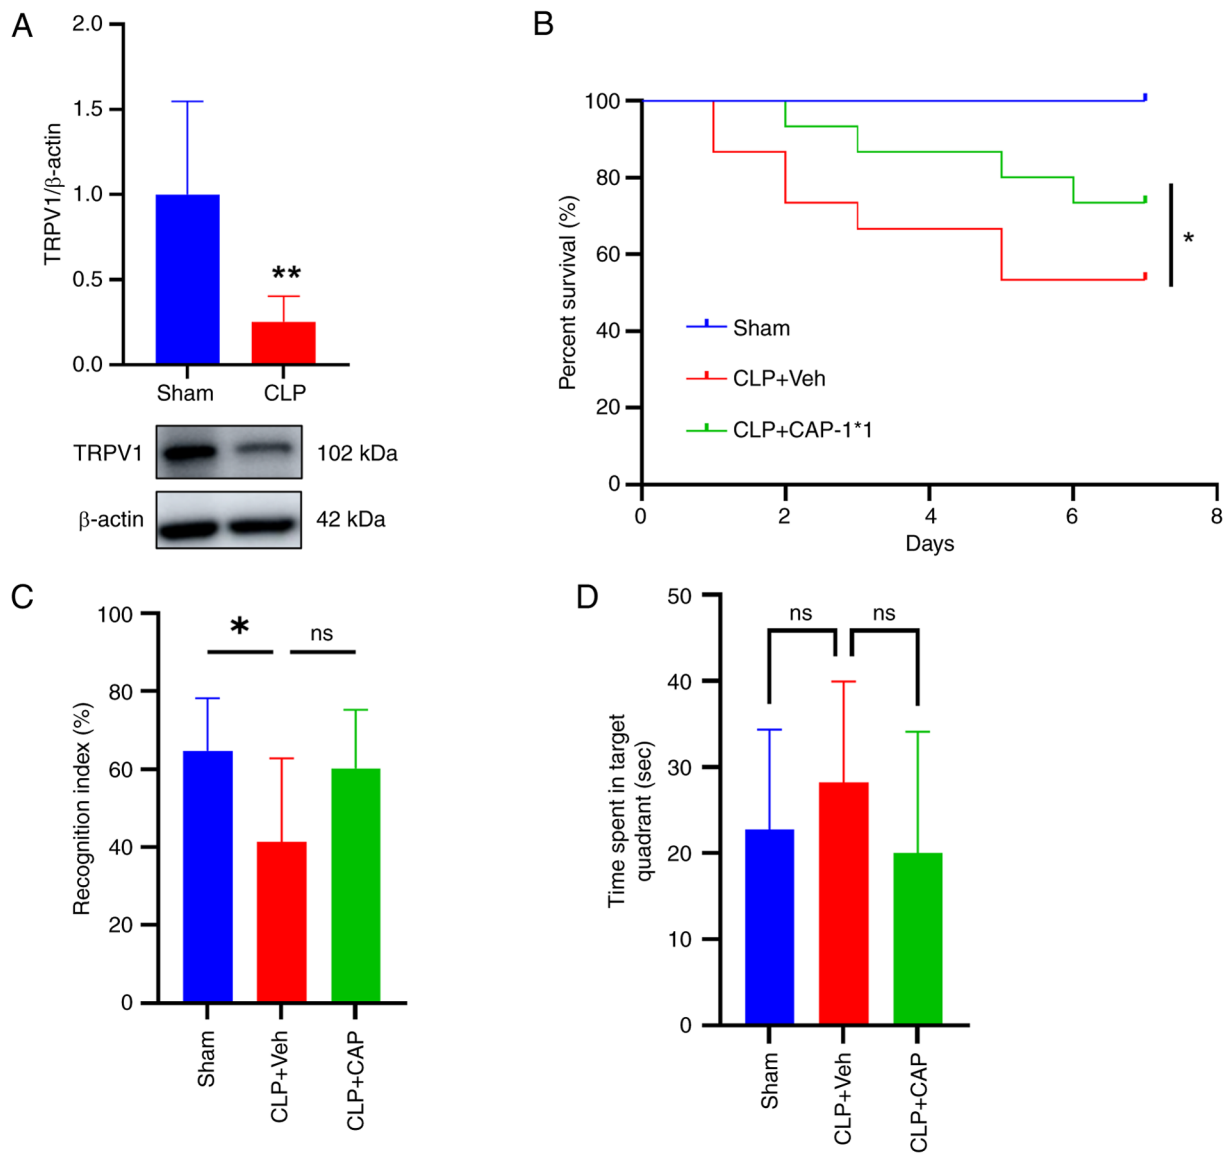 A
TRPV1/β-actin
2.0
1.5
1.0
0.5
0.0
**
Sham
CLP
TRPV1
102 kDa
β-actin
42 kDa
B
Percent survival (%)
100
80
60
40
20
0
Sham
CLP+Veh
CLP+CAP-1*1
*
0
2
4
6
8
Days
C
Recognition index (%)
100
80
60
40
20
0
*
ns
Sham
CLP+Veh
CLP+CAP
D
Time spent in target
quadrant (sec)
50
40
30
20
10
0
ns
ns
Sham
CLP+Veh
CLP+CAP